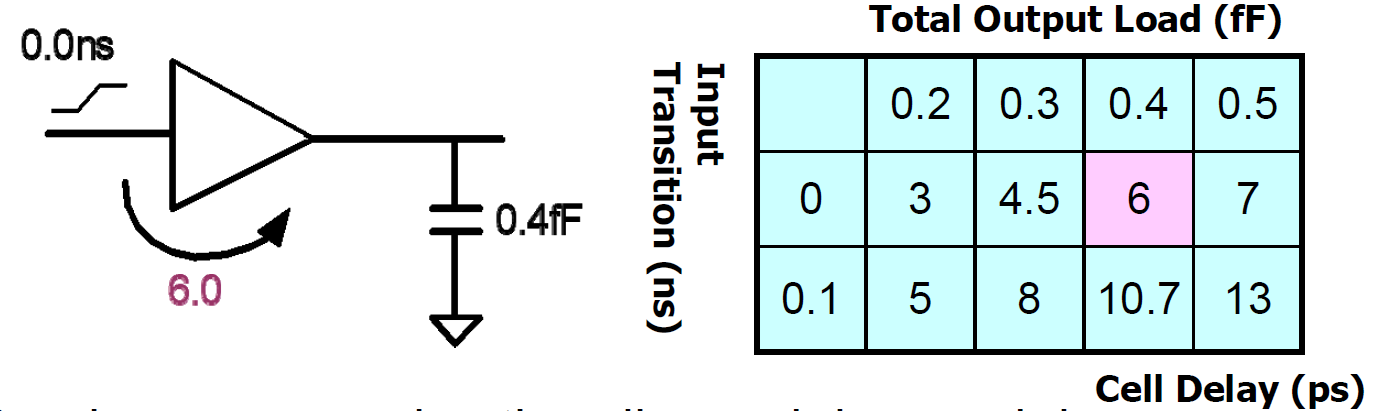 0.0ns
6.0
0.4fF
Total Output Load (fF)
Input
Transition (ns)
0.2 0.3 0.4 0.5
0 3 4.5 6 7
0.1 5 8 10.7 13
Cell Delay (ps)